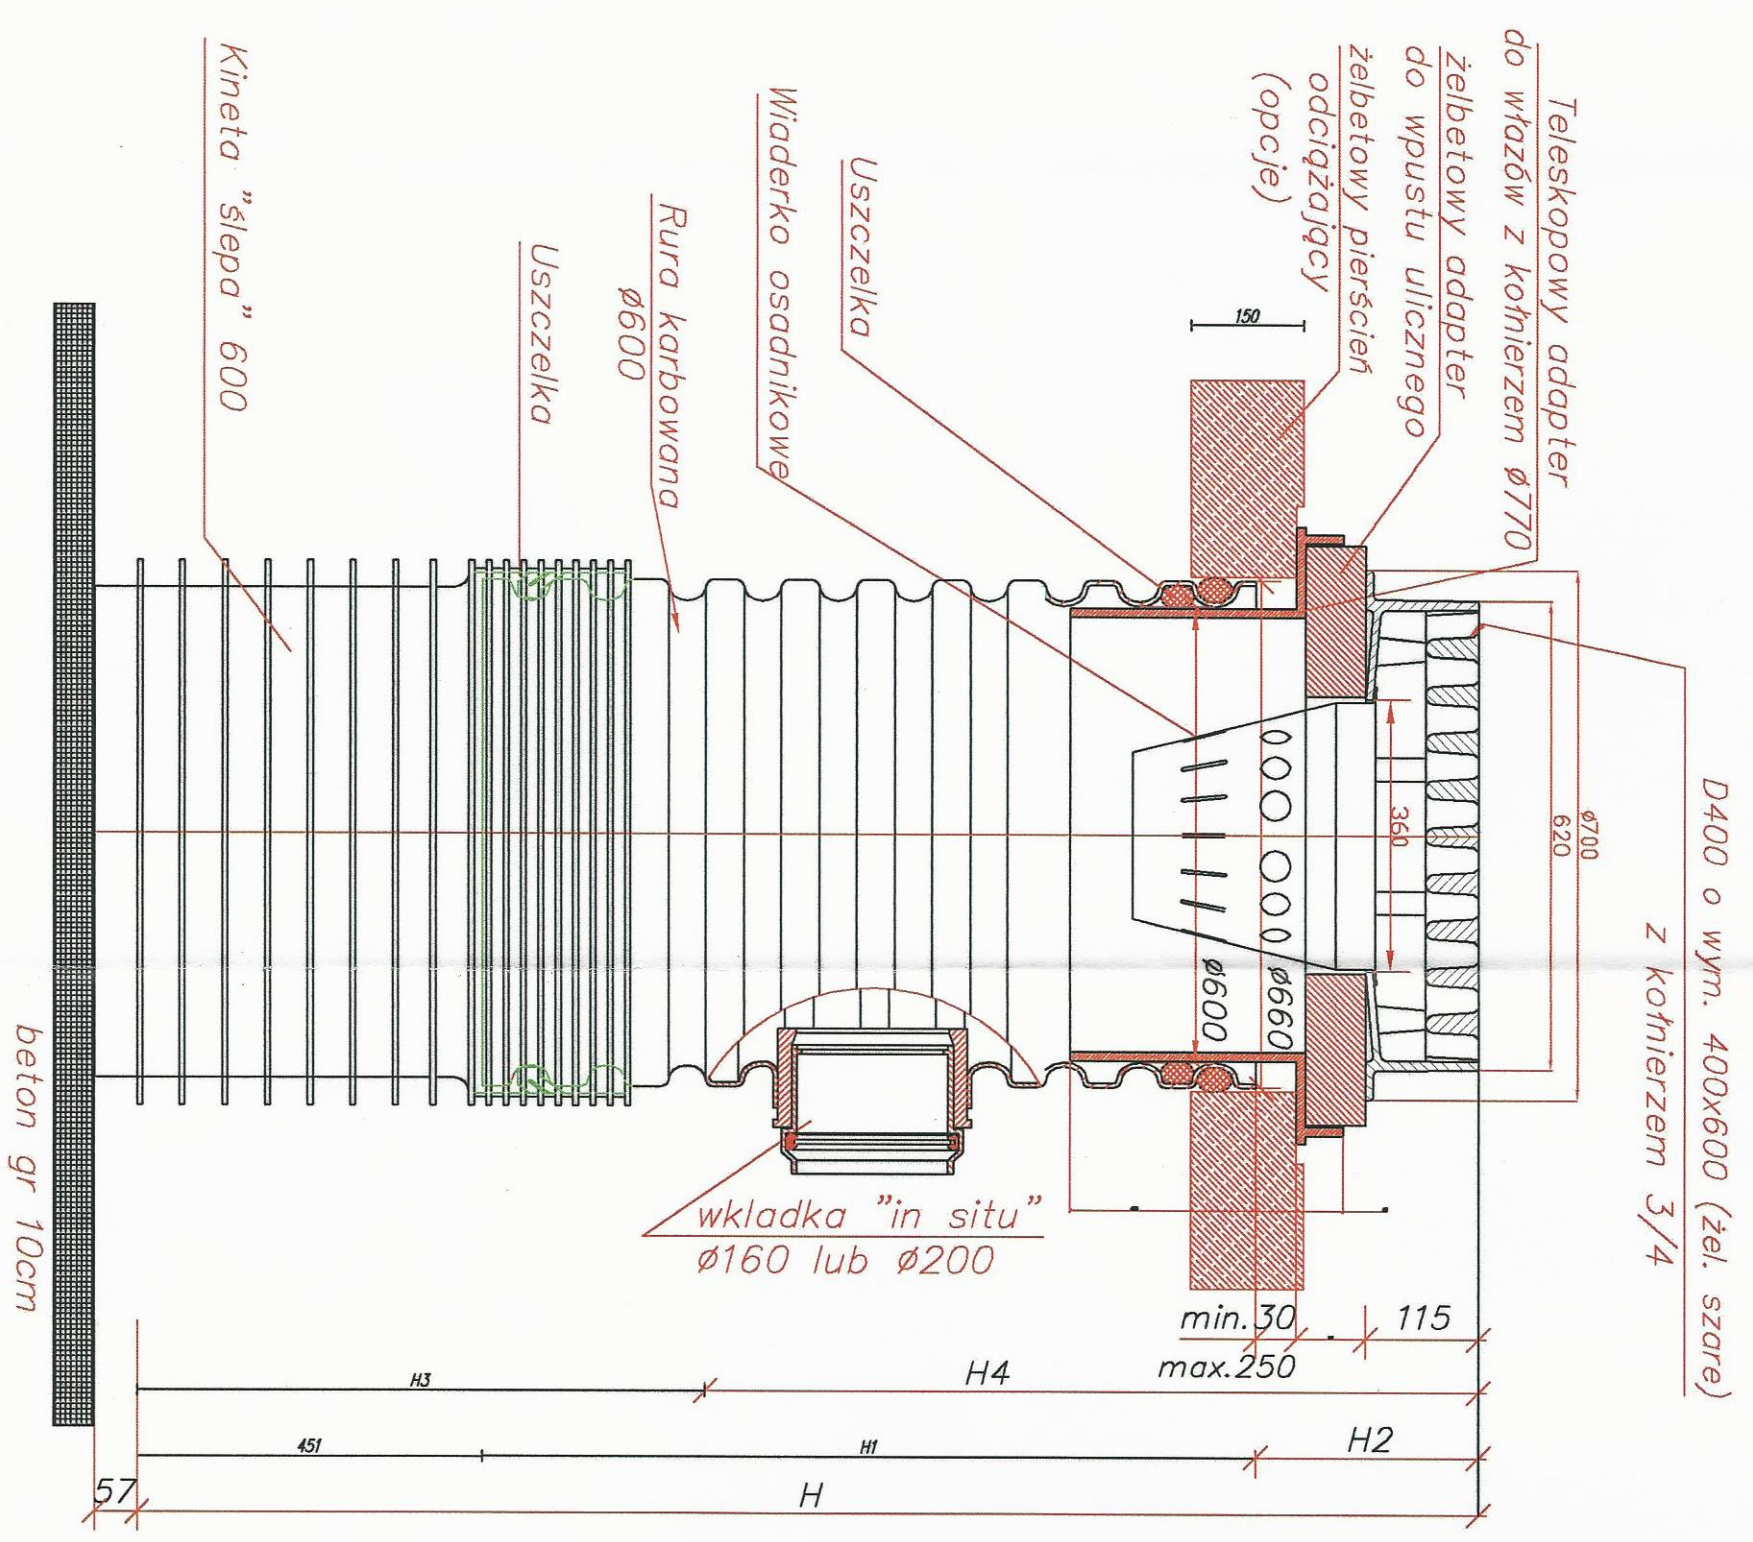 Teleskopowy adapter
do włazów z kołnierzem ø770
żelbetowy adapter
do wpustu ulicznego
żelbetowy pierścień
odciążający
(opcje)
Uszczelka
Wiaderko osadnikowe
Rura karbowana
ø600
Uszczelka
Kineta "ślepa" 600
150
D400 o wym. 400x600 (żel. szare)
z kołnierzem 3/4
ø700
620
360
ø660
ø600
wkladka "in situ"
ø160 lub ø200
min.30
max.250
115
H4
H3
H2
H1
451
H
57
beton gr 10cm